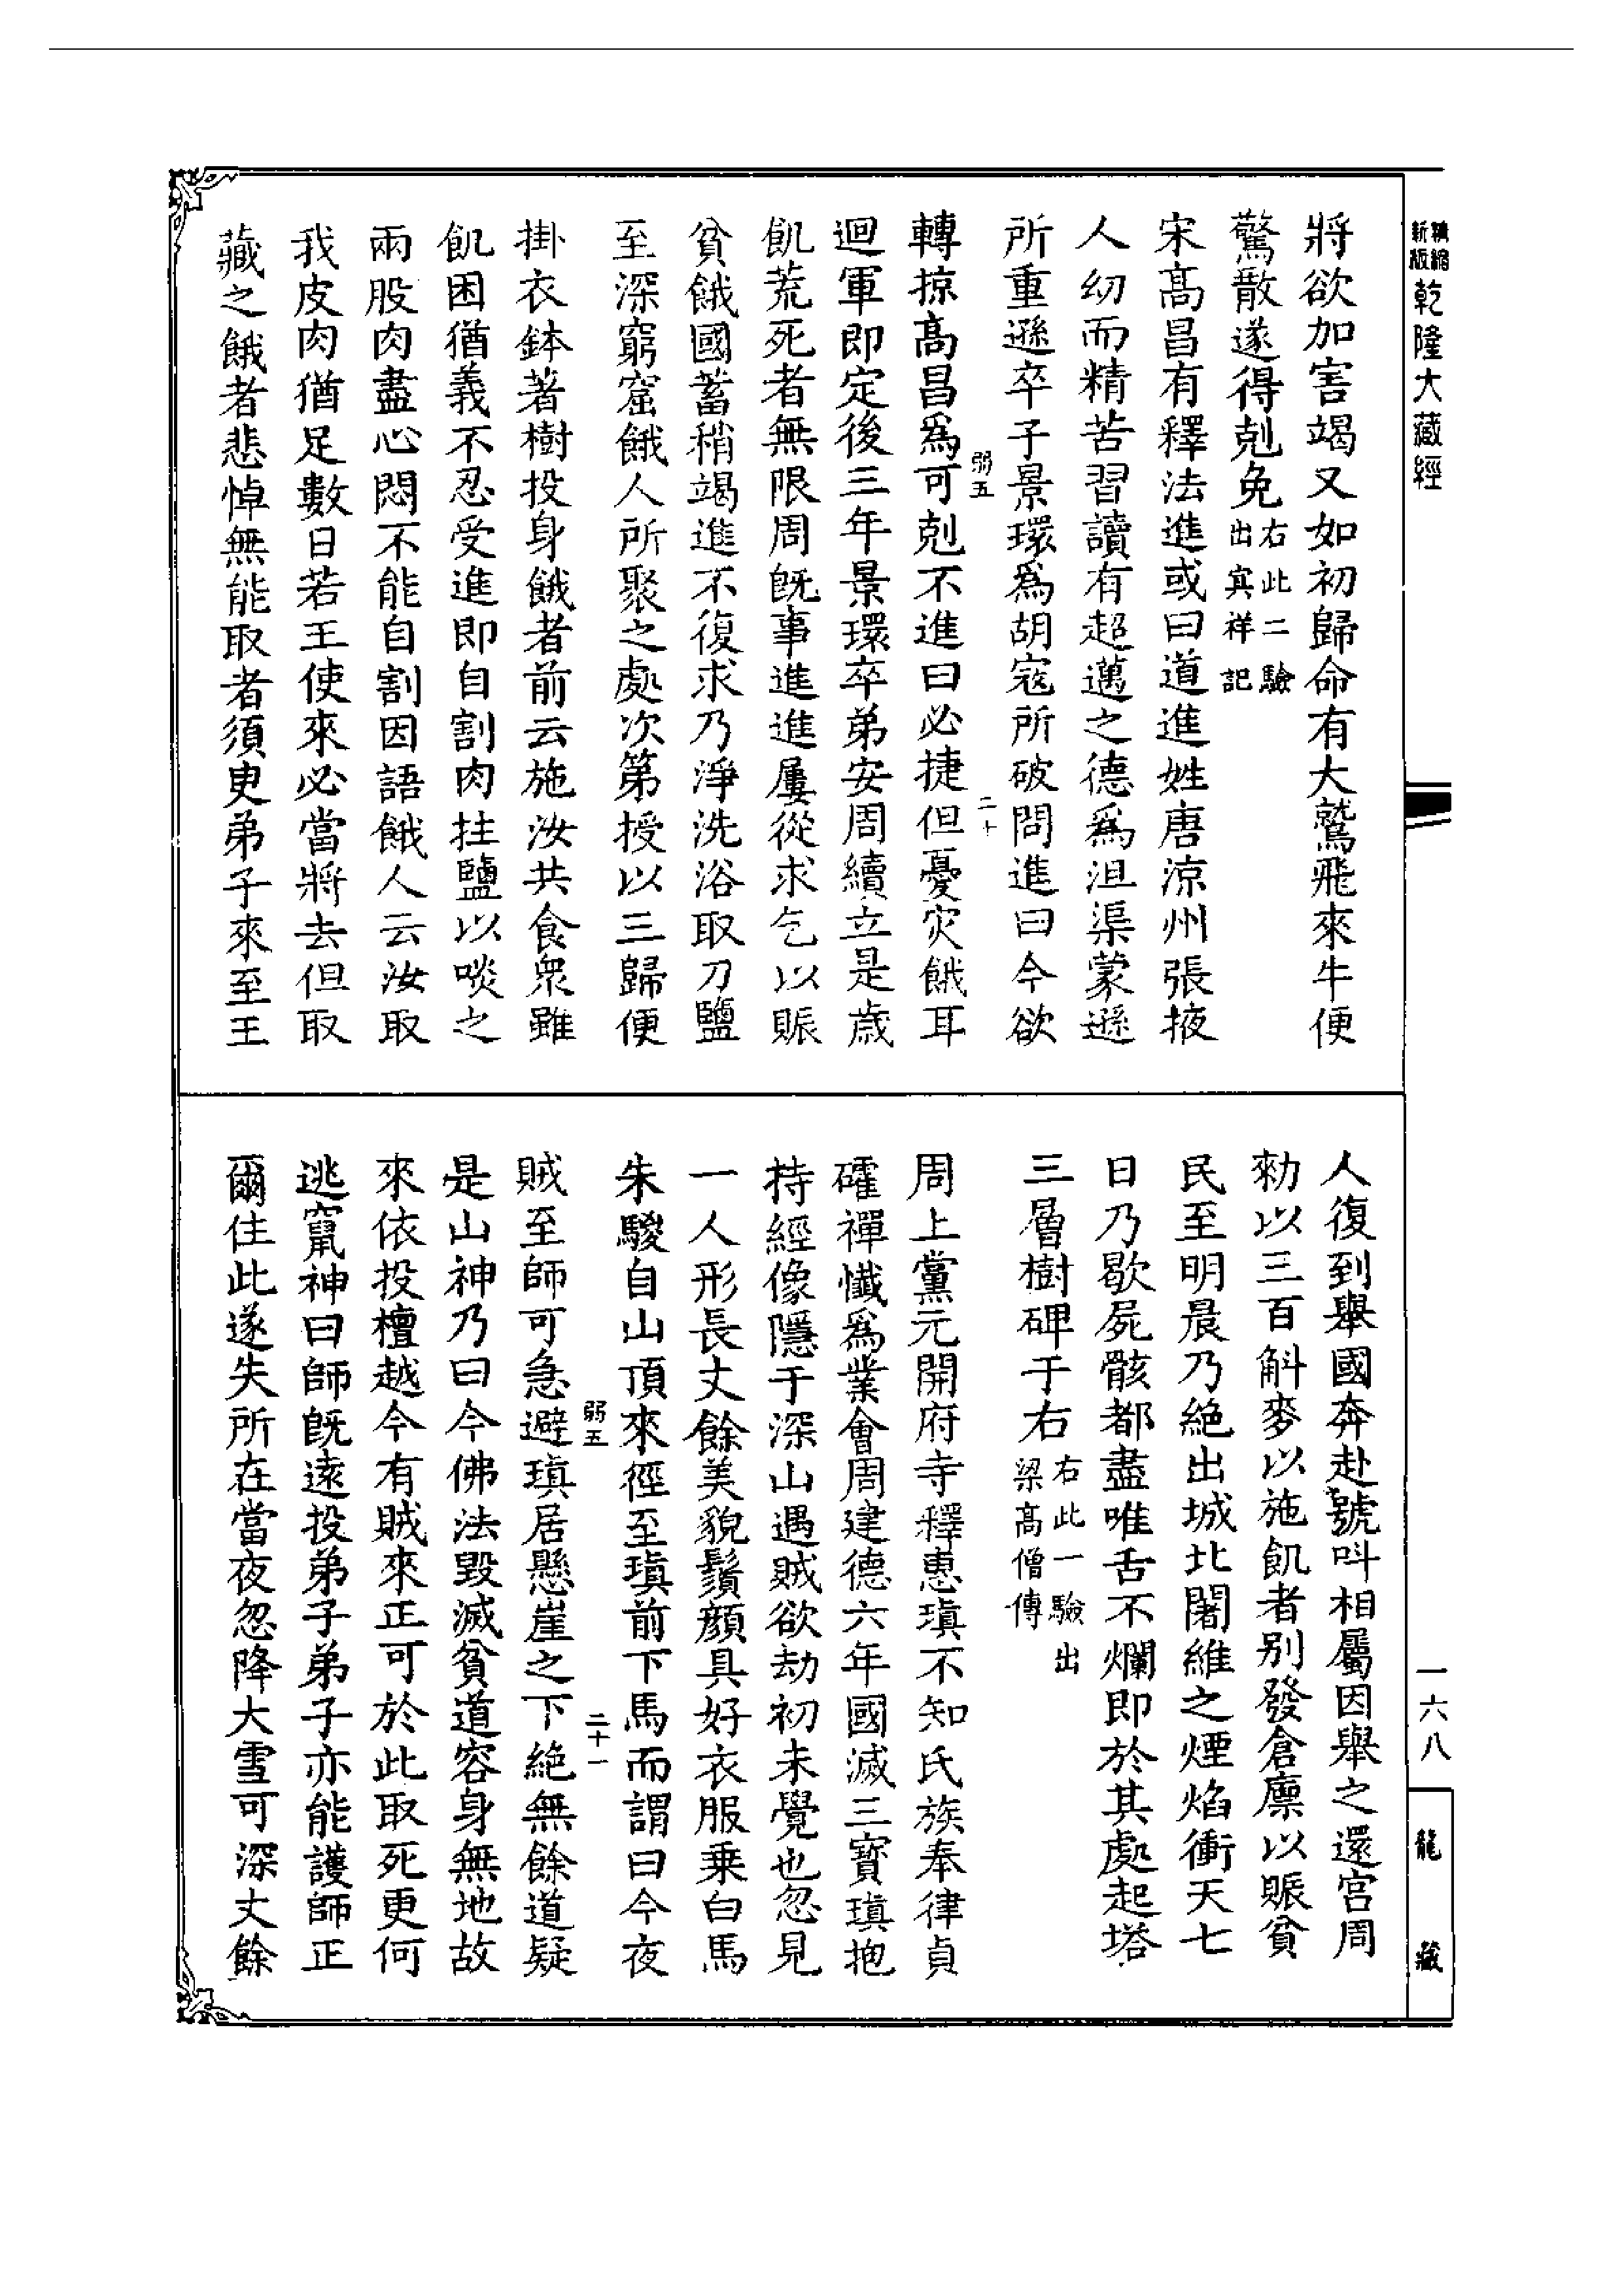 精縮
新版
乾隆大藏經
將欲加害竭又如初歸命有大鷲飛來牛便
驚散遂得剋免右此二驗
出㝠祥記
宋髙昌有釋法進或曰道進姓唐涼州張掖
人幼而精苦習讀有超邁之德爲沮渠蒙遜
所重遜卒子景環爲胡寇所破問進曰今欲
弱五
二十
轉掠髙昌爲可剋不進曰必捷但憂灾餓耳
迴軍即定後三年景環卒弟安周續立是歲
飢荒死者無限周旣事進進屢從求乞以賑
貧餓國蓄稍竭進不復求乃淨洗浴取刀鹽
至深窮窟餓人所聚之處次第授以三歸便
掛衣鉢著樹投身餓者前云施汝共食衆雖
飢困猶義不忍受進即自割肉拄鹽以啖之
兩股肉盡心悶不能自割因語餓人云汝取
我皮肉猶足數日若王使來必當將去但取
藏之餓者悲悼無能取者須臾弟子來至王
人復到舉國奔赴號呌相屬因舉之還宮周
勑以三百斛麥以施飢者别發倉廩以賑貧
民至明晨乃絶出城北闍維之煙焰衝天七
日乃歇屍骸都盡唯舌不爛即於其處起塔
三層樹碑于右右此一驗出
梁髙僧傳
周上黨元開府寺釋惠瑱不知氏族奉律貞
確禪懺爲業會周建德六年國滅三寶瑱抱
持經像隱于深山遇賊欲劫初未覺也忽見
一人形長丈餘美貌鬚顔具好衣服乗白馬
朱駿自山頂來徑至瑱前下馬而謂曰今夜
弱五
二十一
賊至師可急避瑱居懸崖之下絶無餘道疑
是山神乃曰今佛法毀滅貧道容身無地故
來依投檀越今有賊來正可於此取死更何
逃竄神曰師旣遠投弟子弟子亦能護師正
爾住此遂失所在當夜忽降大雪可深丈餘
一六八
龍藏